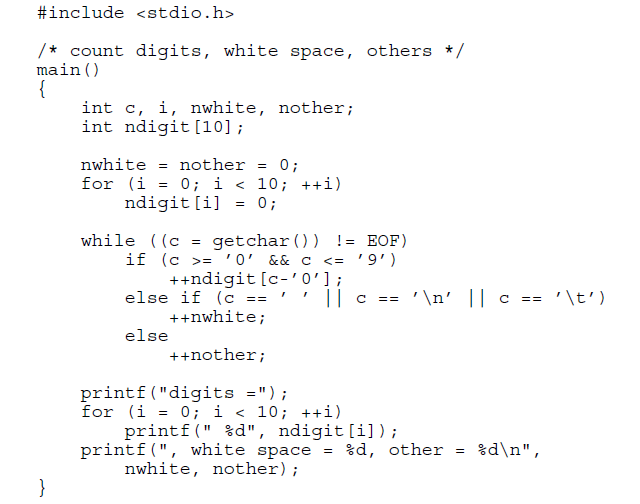 #include <stdio.h>
/* count digits, white space, others */
main()
{
    int c, i, nwhite, nother;
    int ndigit[10];
    nwhite = nother = 0;
    for (i = 0; i < 10; ++i)
        ndigit[i] = 0;
    while ((c = getchar()) != EOF)
        if (c >= '0' && c <= '9')
            ++ndigit[c-'0'];
        else if (c == ' ' || c == '\n' || c == '\t')
            ++nwhite;
        else
            ++nother;
    printf("digits =");
    for (i = 0; i < 10; ++i)
        printf(" %d", ndigit[i]);
    printf(", white space = %d, other = %d\n",
        nwhite, nother);
}